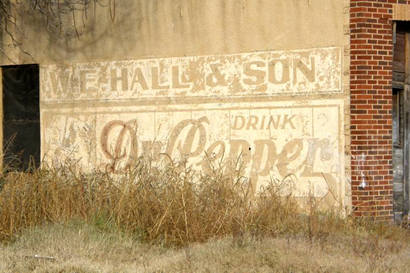 W.E. HALL & SON
DRINK
Dr. Pepper